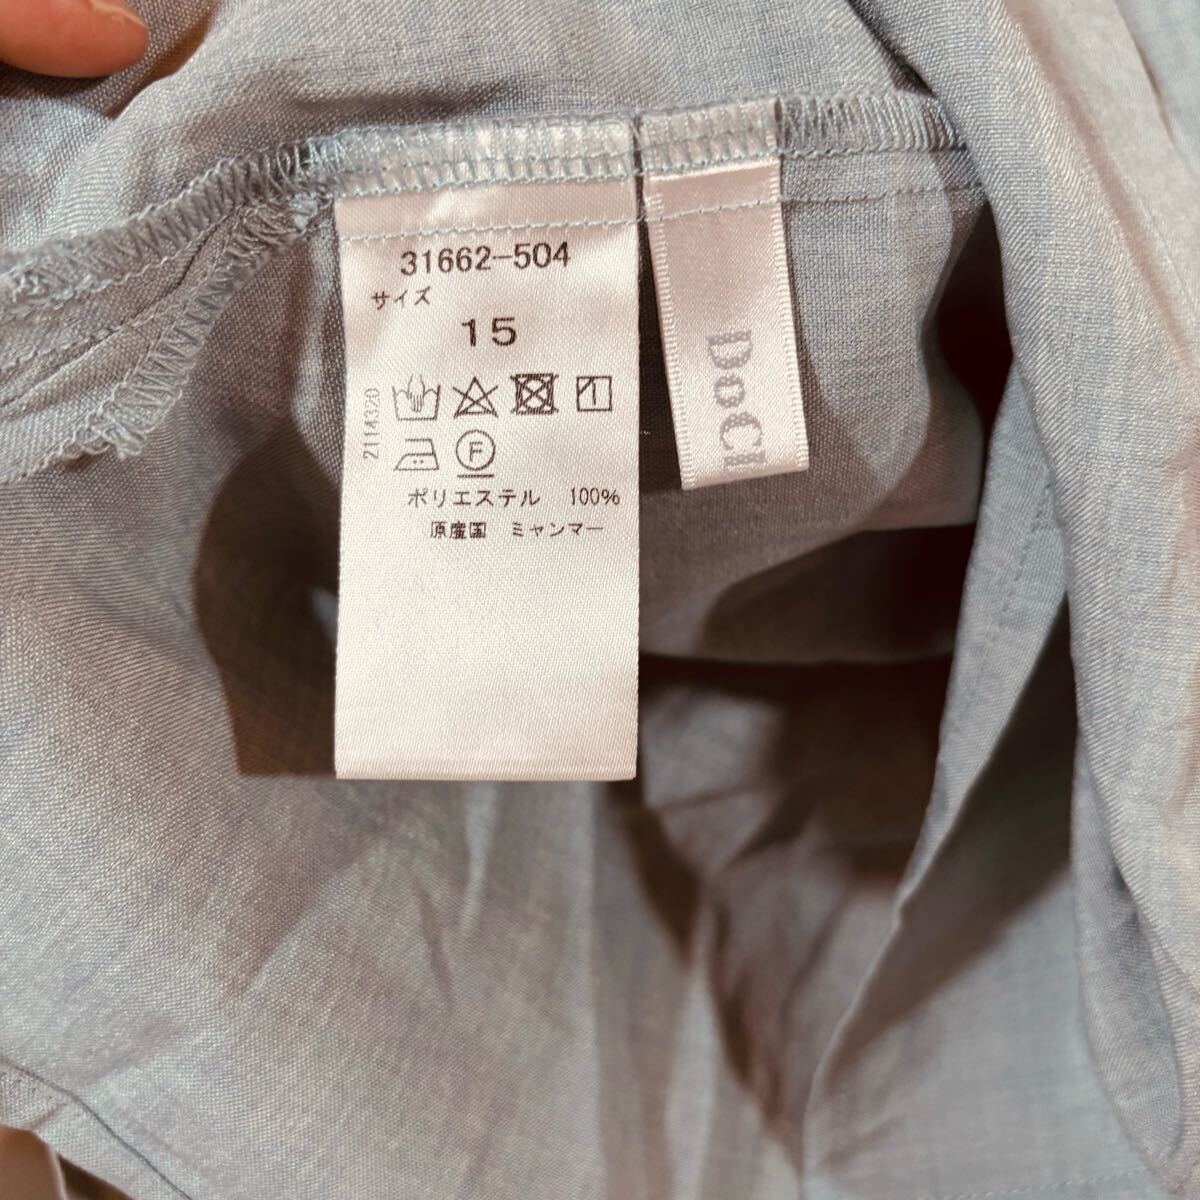 31662-504
サイズ
15
2114320
1
F
ポリエステル 100%
原産国 ミャンマー